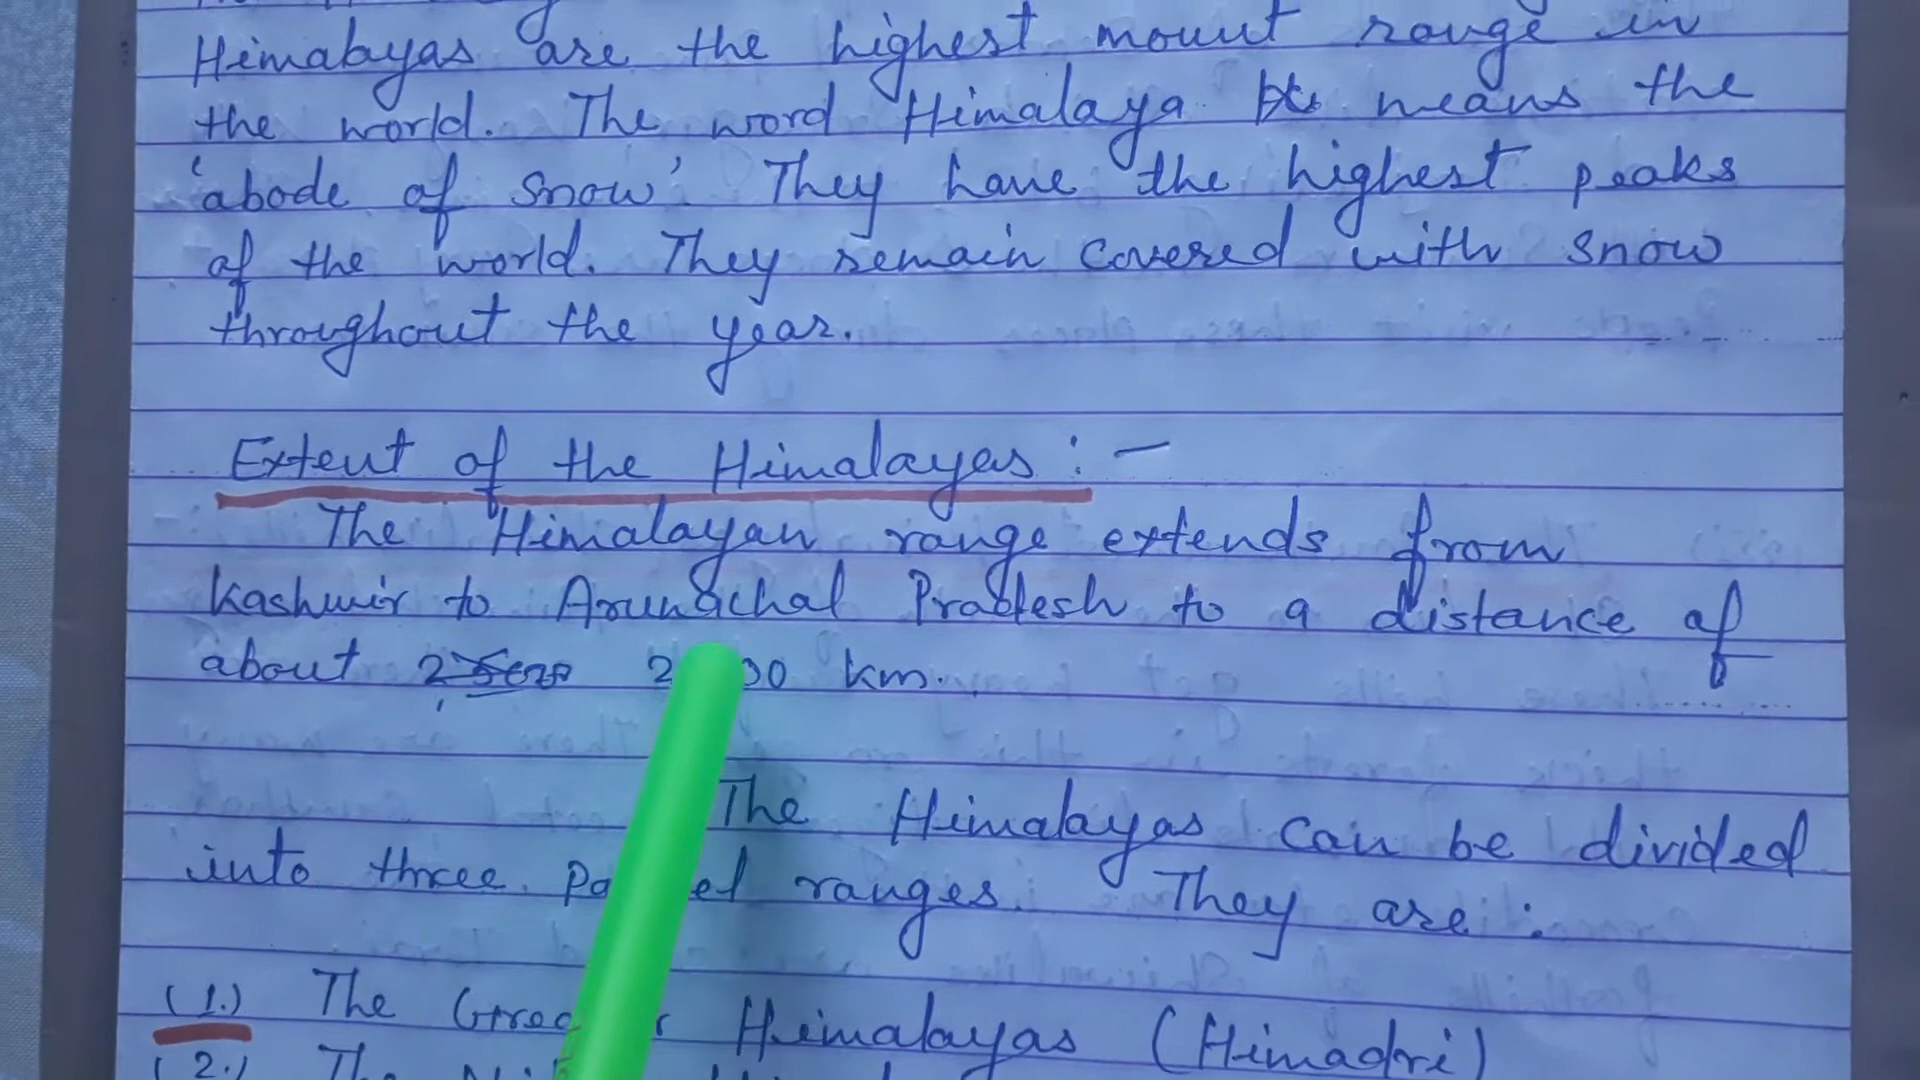 Himalayas are the highest mount range in
the world. The word Himalaya means the
'abode of snow'. They have the highest peaks
of the world. They remain covered with snow
throughout the year.
Extent of the Himalayas : -
The Himalayan range extends from
Kashmir to Arunachal Pradesh to a distance of
about km.
The Himalayas can be divided
into three ranges. They are :
(1.) The Himalayas (Himadri)
(2.) The